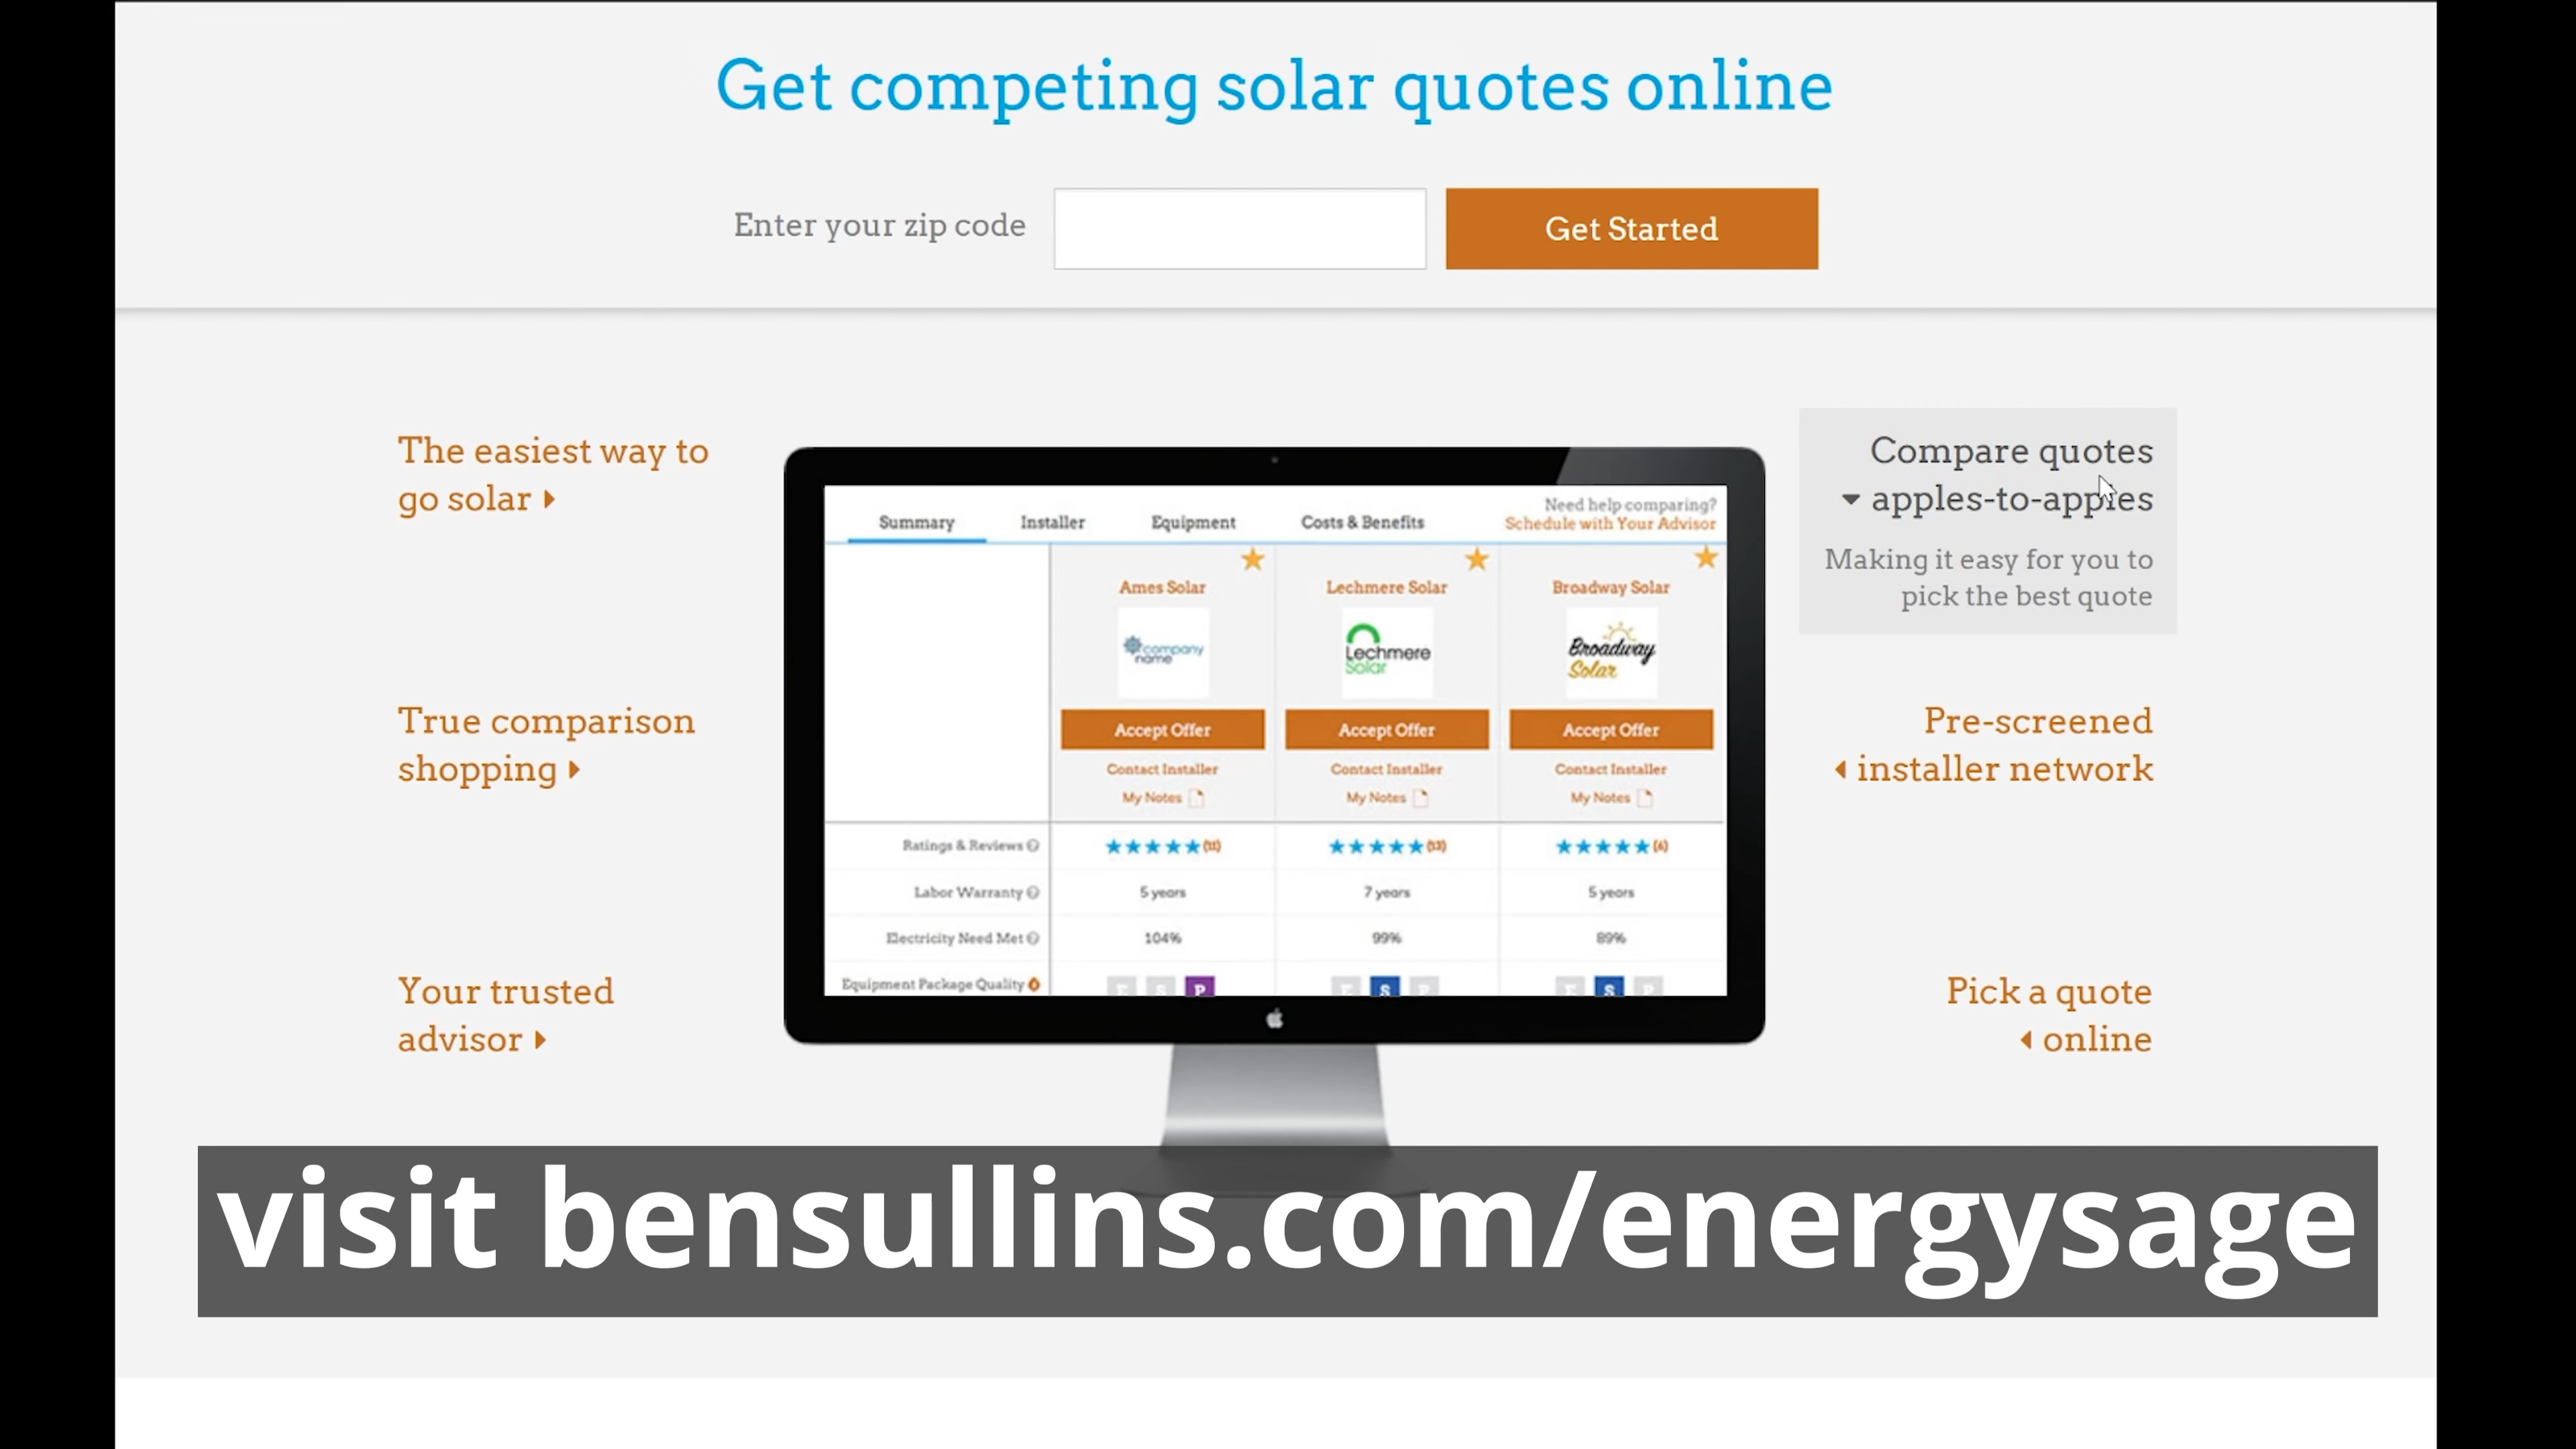 Get competing solar quotes online
Enter your zip code
Get Started
The easiest way to
go solar
True comparison
shopping
Your trusted
advisor
Summary
Installer
Equipment
Costs & Benefits
Need help comparing?
Schedule with Your Advisor
Ames Solar
Lechmere Solar
Broadway Solar
company
name
Lechmere
Solar
Broadway
Solar
Accept Offer
Accept Offer
Accept Offer
Contact Installer
Contact Installer
Contact Installer
My Notes
My Notes
My Notes
Ratings & Reviews
(11)
(13)
(6)
Labor Warranty
5 years
7 years
5 years
Electricity Need Met
104%
99%
89%
Equipment Package Quality
E S P
E S P
E S P
Compare quotes
apples-to-apples
Making it easy for you to
pick the best quote
Pre-screened
installer network
Pick a quote
online
visit bensullins.com/energysage